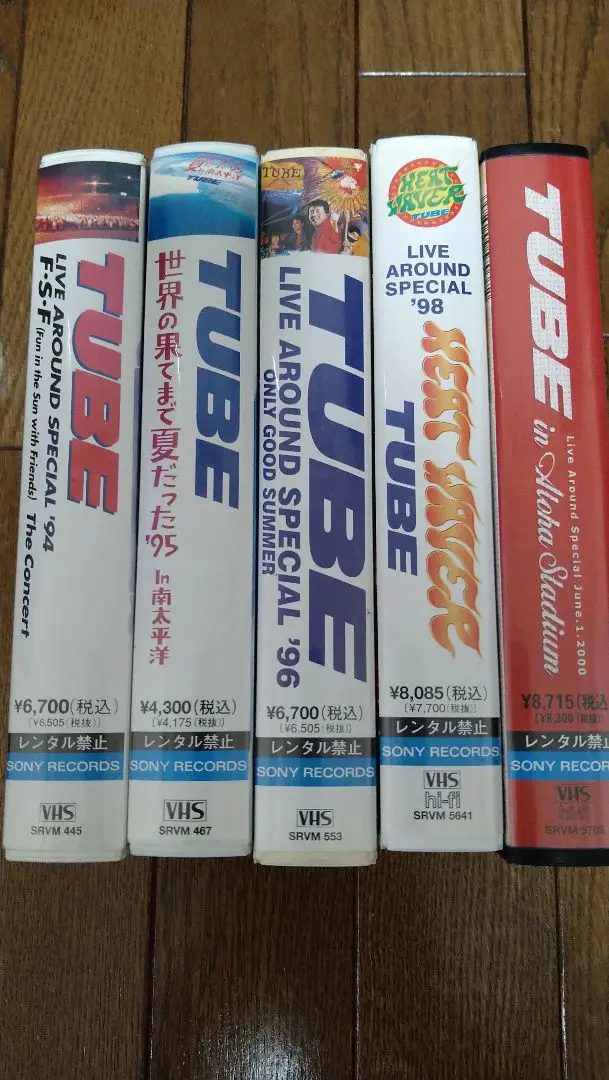 TUBE
LIVE AROUND SPECIAL '94
F・S・F (Fun in the Sun with Friends) The Concert
¥6,700(税込)
(¥6,505(税抜))
レンタル禁止
SONY RECORDS
VHS
SRVM 445
TUBE
TUBE
世界の果てまで夏だった'95 In 南太平洋
¥4,300(税込)
(¥4,175(税抜))
レンタル禁止
SONY RECORDS
VHS
SRVM 467
TUBE
TUBE
LIVE AROUND SPECIAL '96
ONLY GOOD SUMMER
¥6,700(税込)
(¥6,505(税抜))
レンタル禁止
SONY RECORDS
VHS
SRVM 553
HEAT
WAVER
TUBE
LIVE
AROUND
SPECIAL
'98
HEAT WAVER
TUBE
¥8,085(税込)
(¥7,700(税抜))
レンタル禁止
SONY RECORDS
VHS
hi-fi
SRVM 5641
TUBE
Live Around Special June.1.2000
in Aloha Stadium
¥8,715(税込
(¥8,300(税抜))
レンタル禁止
SONY RECORDS
VHS
hi-fi